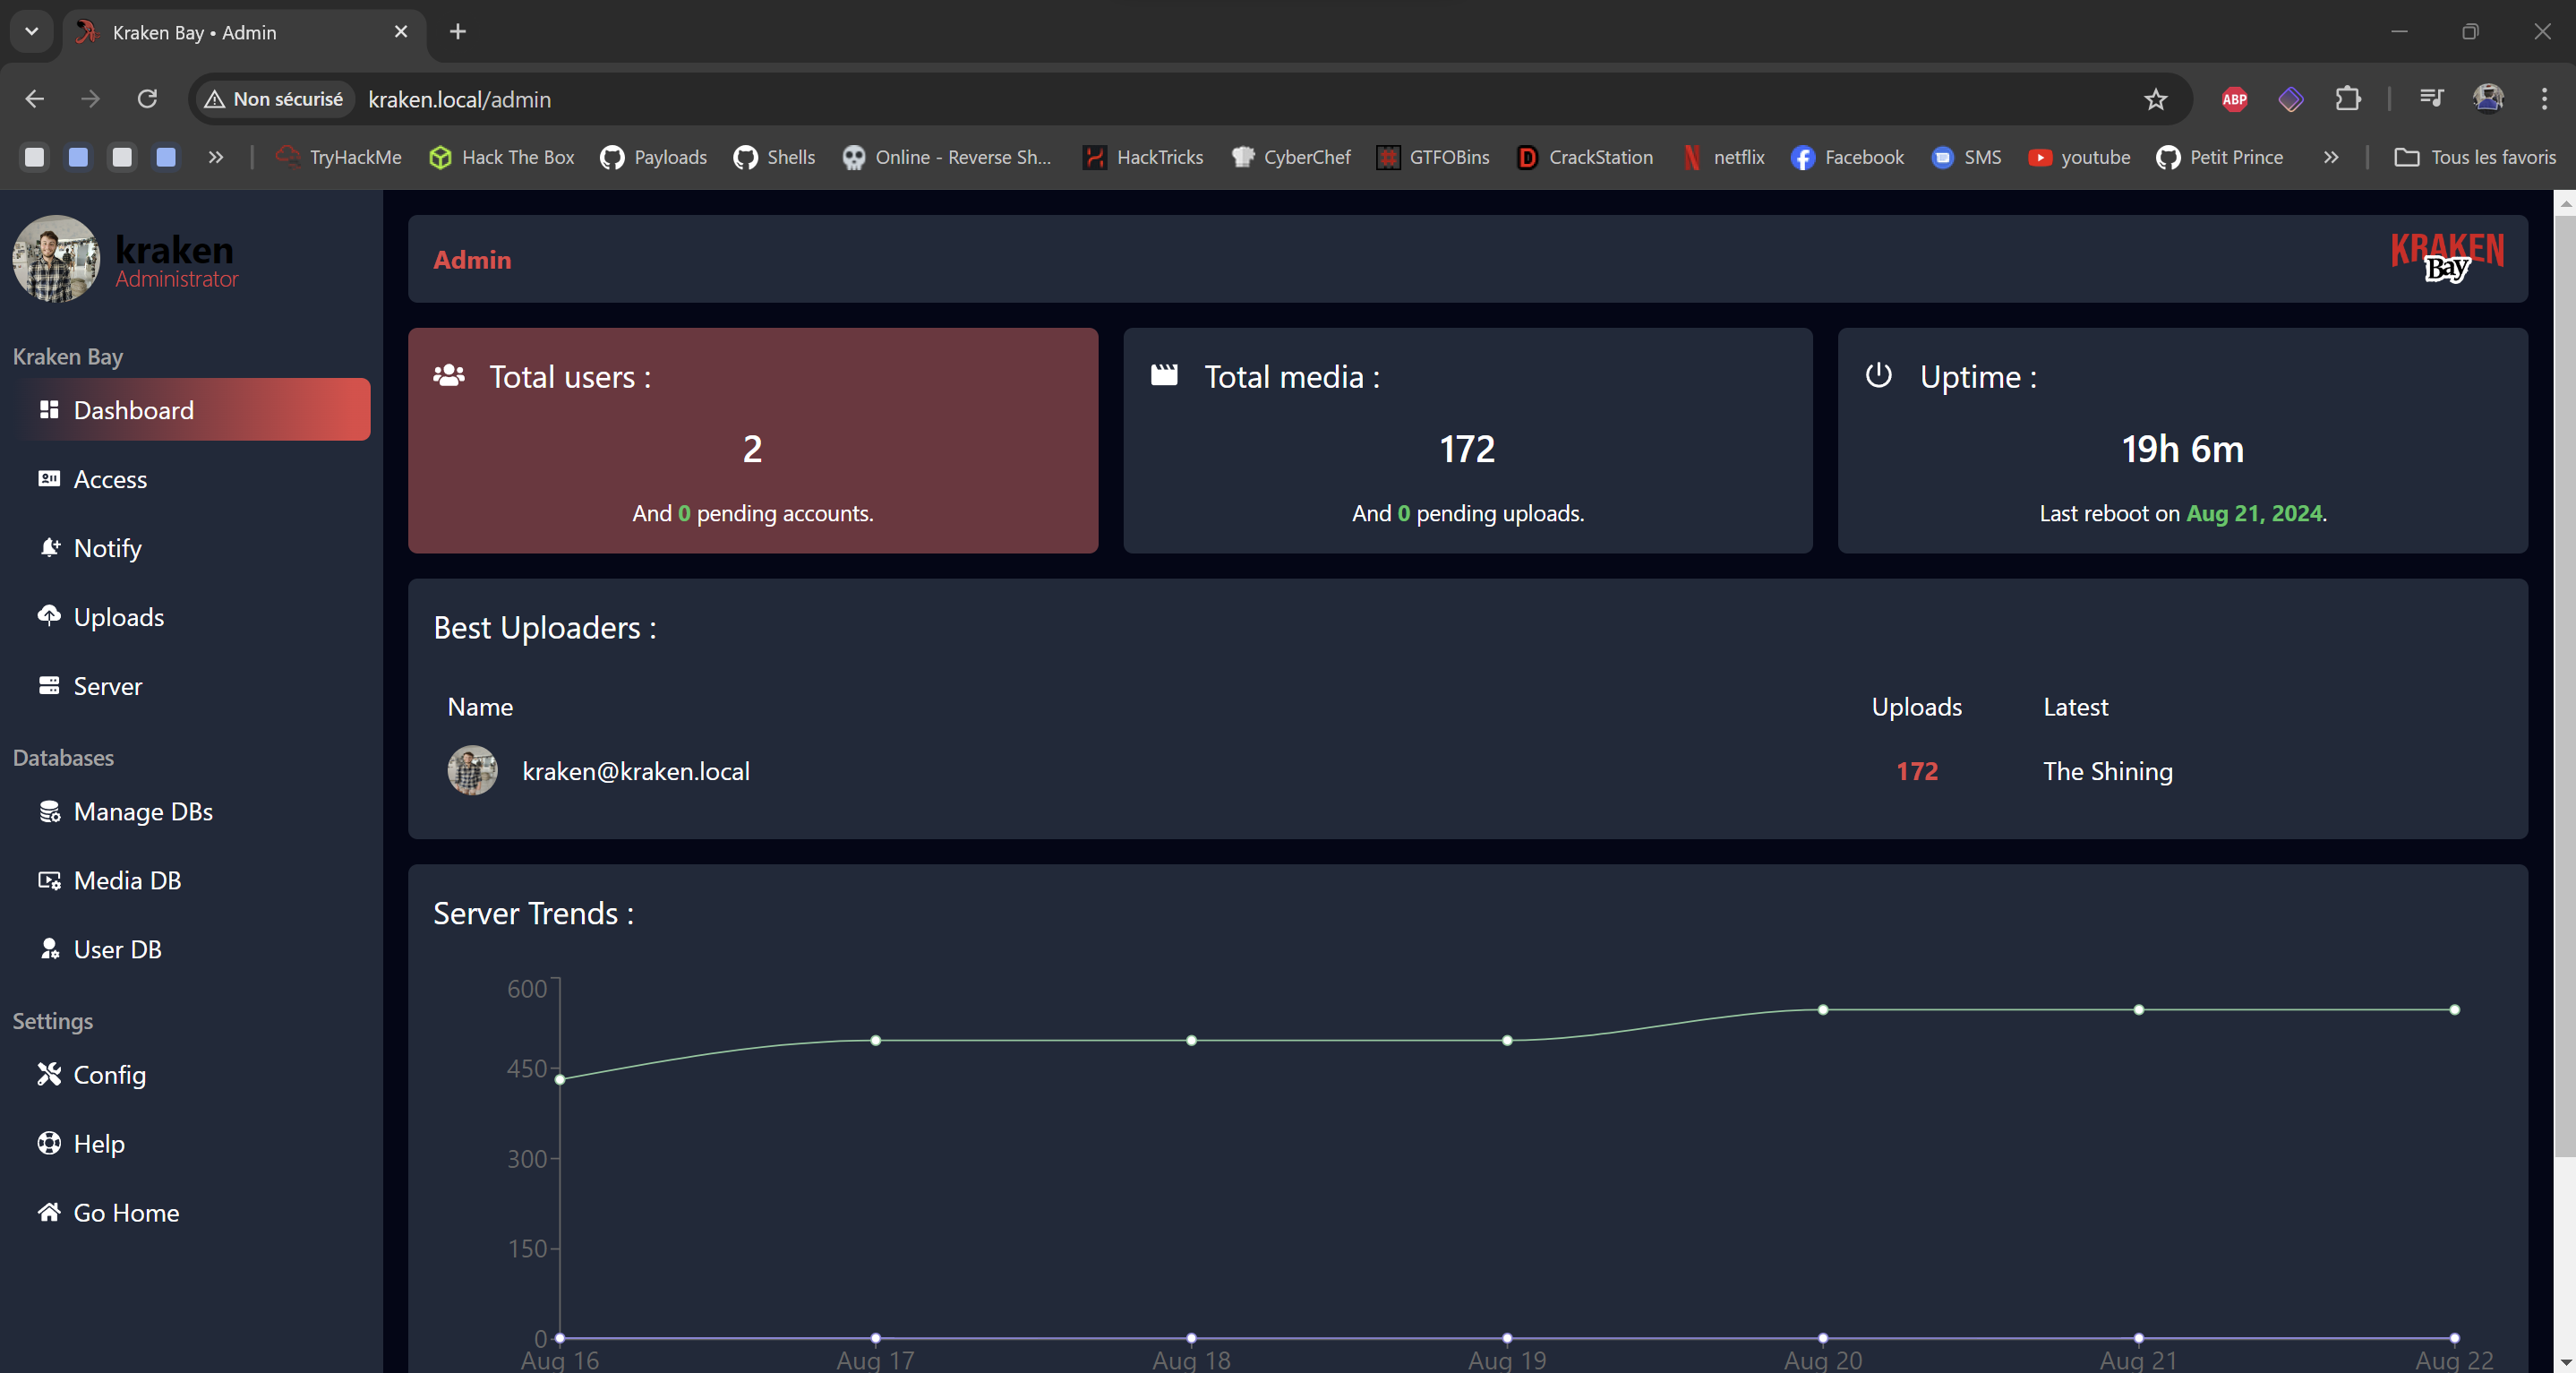 Kraken Bay • Admin
Non sécurisé kraken.local/admin
ABP
TryHackMe Hack The Box Payloads Shells Online - Reverse Sh... HackTricks CyberChef GTFOBins CrackStation netflix Facebook SMS youtube Petit Prince Tous les favoris
kraken
Administrator
Kraken Bay
Dashboard
Access
Notify
Uploads
Server
Databases
Manage DBs
Media DB
User DB
Settings
Config
Help
Go Home
Admin
KRAKEN
Bay
Total users :
2
And 0 pending accounts.
Total media :
172
And 0 pending uploads.
Uptime :
19h 6m
Last reboot on Aug 21, 2024.
Best Uploaders :
Name Uploads Latest
kraken@kraken.local 172 The Shining
Server Trends :
600
450
300
150
0
Aug 16 Aug 17 Aug 18 Aug 19 Aug 20 Aug 21 Aug 22